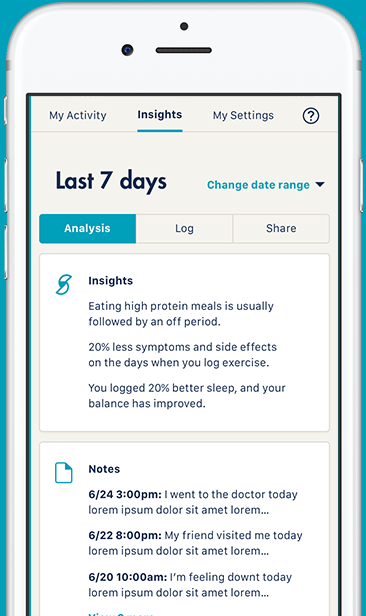 My Activity Insights My Settings ?
Last 7 days Change date range
Analysis Log Share
Insights
Eating high protein meals is usually
followed by an off period.
20% less symptoms and side effects
on the days when you log exercise.
You logged 20% better sleep, and your
balance has improved.
Notes
6/24 3:00pm: I went to the doctor today
lorem ipsum dolor sit amet lorem...
6/22 8:00pm: My friend visited me today
lorem ipsum dolor sit amet lorem...
6/20 10:00am: I'm feeling downt today
lorem ipsum dolor sit amet lorem...